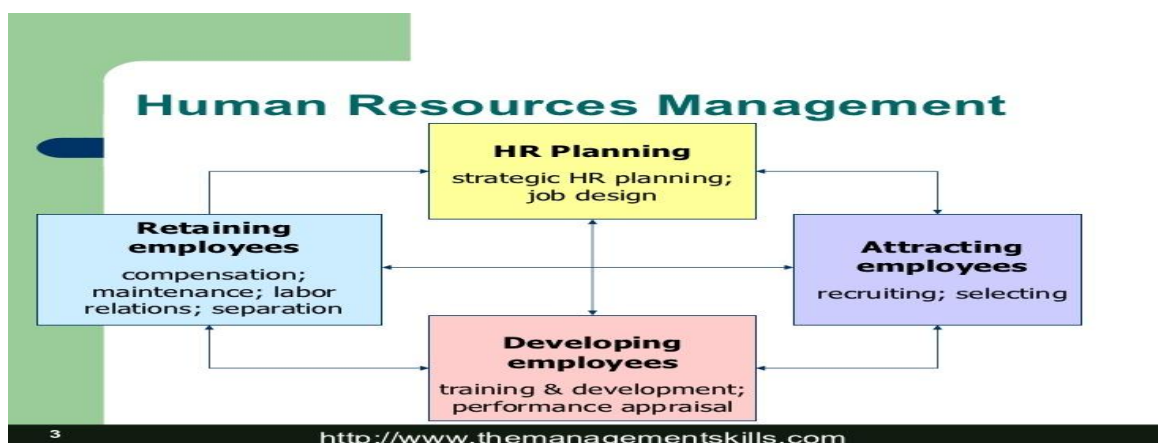 Human Resources Management
HR Planning
strategic HR planning;
job design
Retaining
employees
compensation;
maintenance; labor
relations; separation
Attracting
employees
recruiting; selecting
Developing
employees
training & development;
performance appraisal
3
http://www.themanagementskills.com